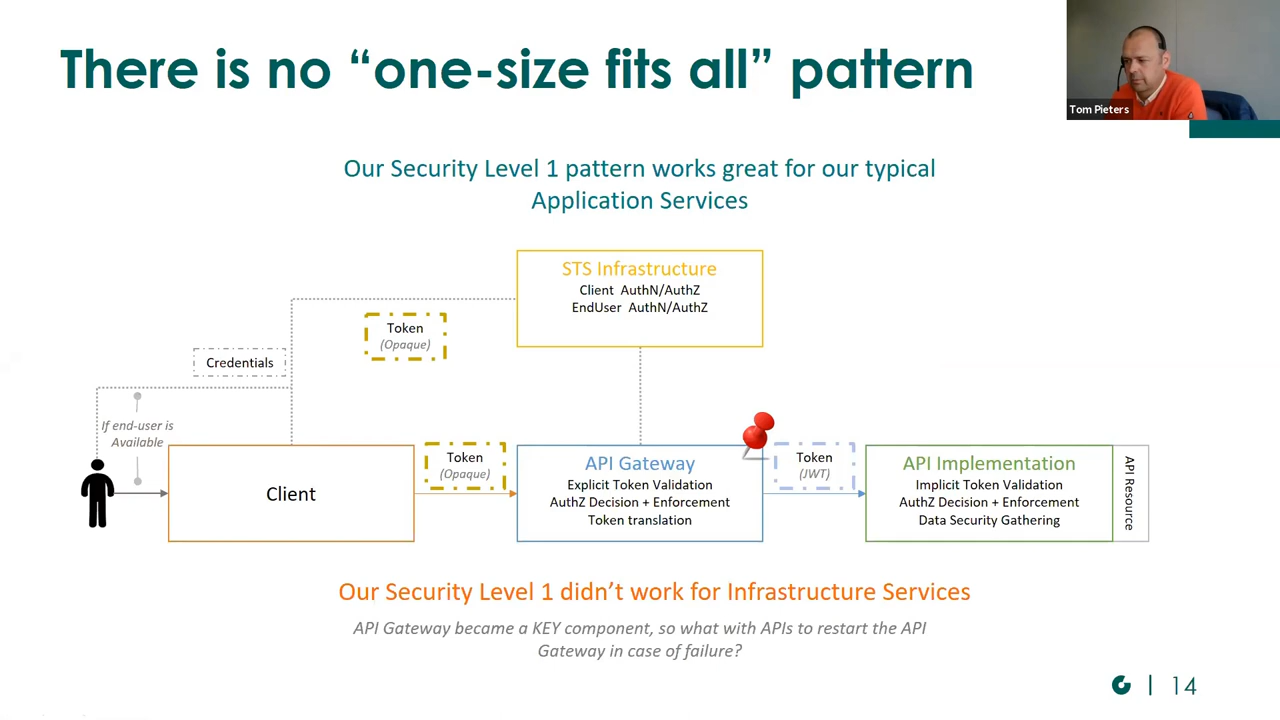 There is no “one-size fits all” pattern
Tom Pieters
Our Security Level 1 pattern works great for our typical
Application Services
STS Infrastructure
Client AuthN/AuthZ
EndUser AuthN/AuthZ
Token
(Opaque)
Credentials
If end-user is
Available
Client
Token
(Opaque)
API Gateway
Explicit Token Validation
AuthZ Decision + Enforcement
Token translation
Token
(JWT)
API Implementation
Implicit Token Validation
AuthZ Decision + Enforcement
Data Security Gathering
API Resource
Our Security Level 1 didn’t work for Infrastructure Services
API Gateway became a KEY component, so what with APIs to restart the API
Gateway in case of failure?
14